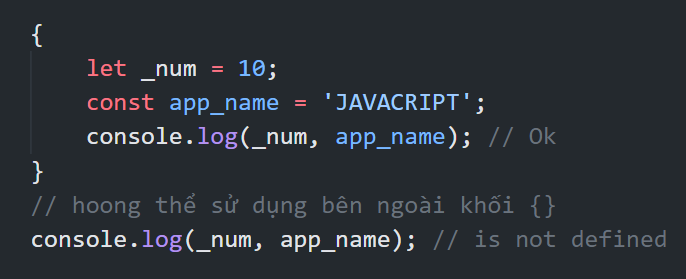 {
    let _num = 10;
    const app_name = 'JAVACRIPT';
    console.log(_num, app_name); // Ok
}
// hoong thể sử dụng bên ngoài khối {}
console.log(_num, app_name); // is not defined